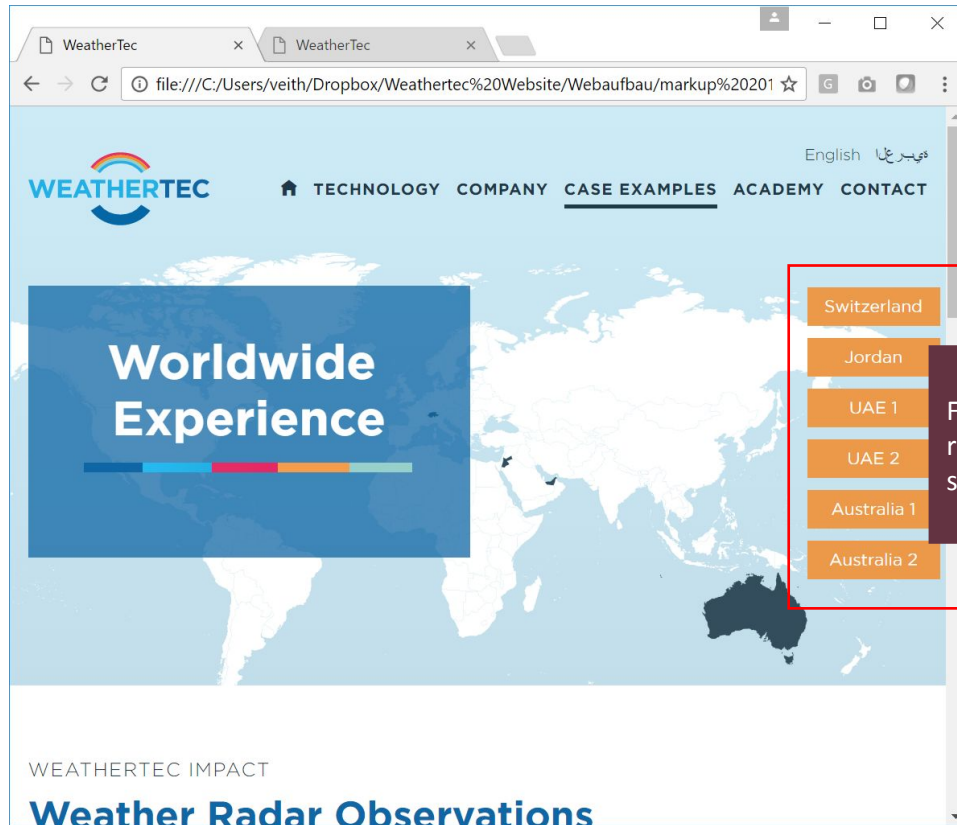 WeatherTec
WeatherTec
file:///C:/Users/veith/Dropbox/Weathertec%20Website/Webaufbau/markup%20201
G
English ةيبرعلا
WEATHERTEC
TECHNOLOGY COMPANY CASE EXAMPLES ACADEMY CONTACT
Worldwide
Experience
Switzerland
Jordan
UAE 1
UAE 2
Australia 1
Australia 2
WEATHERTEC IMPACT
Weather Radar Observations